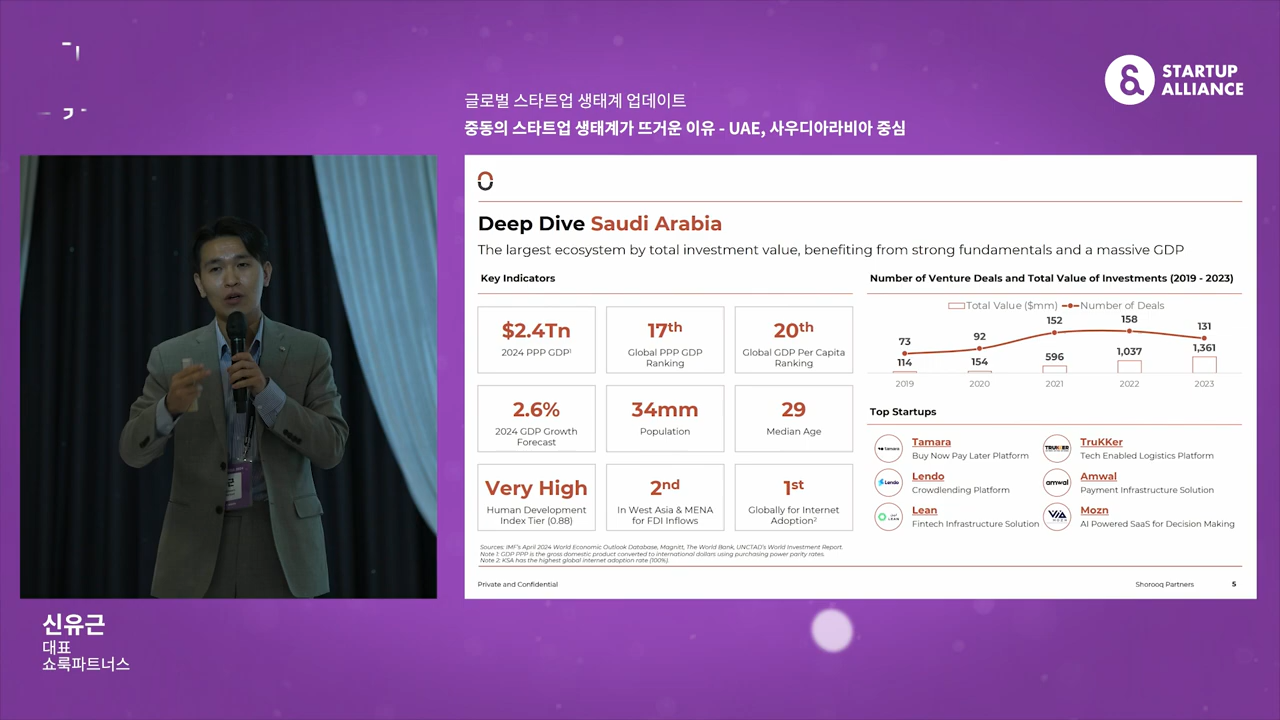 STARTUP
ALLIANCE
글로벌 스타트업 생태계 업데이트
중동의 스타트업 생태계가 뜨거운 이유 - UAE, 사우디아라비아 중심
Deep Dive Saudi Arabia
The largest ecosystem by total investment value, benefiting from strong fundamentals and a massive GDP
Key Indicators
$2.4Tn
2024 PPP GDP¹
17th
Global PPP GDP
Ranking
20th
Global GDP Per Capita
Ranking
2.6%
2024 GDP Growth
Forecast
34mm
Population
29
Median Age
Very High
Human Development
Index Tier (0.88)
2nd
In West Asia & MENA
for FDI Inflows
1st
Globally for Internet
Adoption²
Number of Venture Deals and Total Value of Investments (2019 - 2023)
Total Value ($mm) Number of Deals
73 92 152 158 131
114 154 596 1,037 1,361
2019 2020 2021 2022 2023
Top Startups
tamara
Tamara
Buy Now Pay Later Platform
TRUKKER
TruKKer
Tech Enabled Logistics Platform
Lendo
Lendo
Crowdlending Platform
amwal
Amwal
Payment Infrastructure Solution
LEAN
Lean
Fintech Infrastructure Solution
MOZN
Mozn
AI Powered SaaS for Decision Making
Sources: IMF's April 2024 World Economic Outlook Database, Magnitt, The World Bank, UNCTAD's World Investment Report.
Note 1: GDP PPP is the gross domestic product converted to international dollars using purchasing power parity rates.
Note 2: KSA has the highest global internet adoption rate (100%).
Private and Confidential
Shorooq Partners 5
신유근
대표
쇼룩파트너스